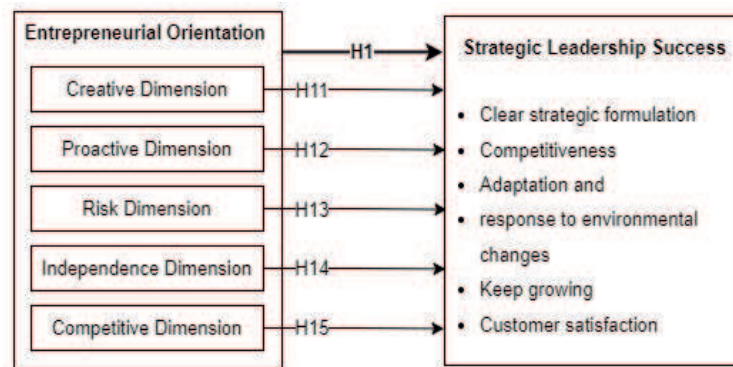 Entrepreneurial Orientation
H1
Strategic Leadership Success
Creative Dimension
H11
Proactive Dimension
H12
Risk Dimension
H13
Independence Dimension
H14
Competitive Dimension
H15
• Clear strategic formulation
• Competitiveness
• Adaptation and
• response to environmental
changes
• Keep growing
• Customer satisfaction